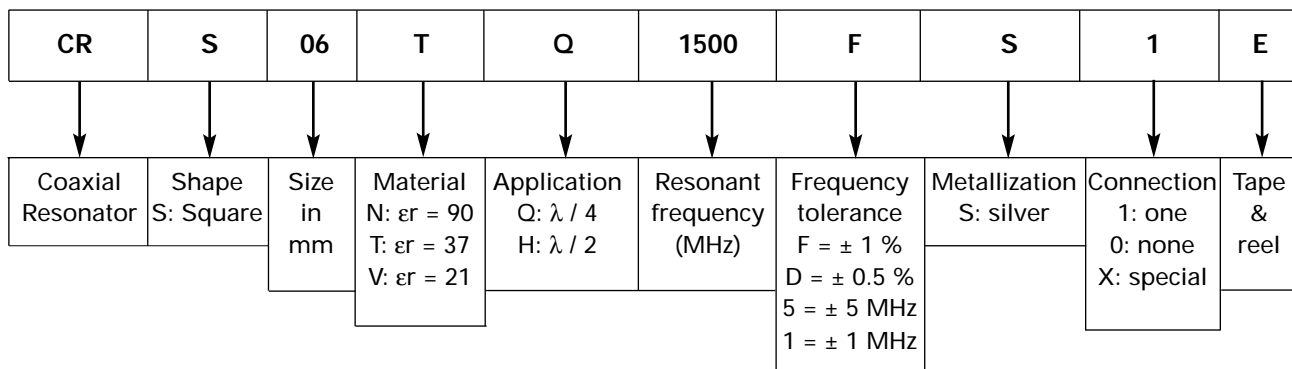 CR S 06 T Q 1500 F S 1 E
Coaxial
Resonator
Shape
S: Square
Size
in
mm
Material
N: εr = 90
T: εr = 37
V: εr = 21
Application
Q: λ / 4
H: λ / 2
Resonant
frequency
(MHz)
Frequency
tolerance
F = ± 1 %
D = ± 0.5 %
5 = ± 5 MHz
1 = ± 1 MHz
Metallization
S: silver
Connection
1: one
0: none
X: special
Tape
&
reel